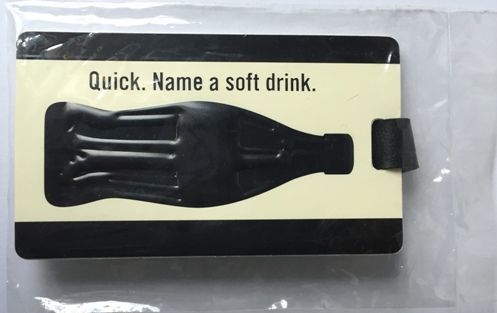 Quick. Name a soft drink.